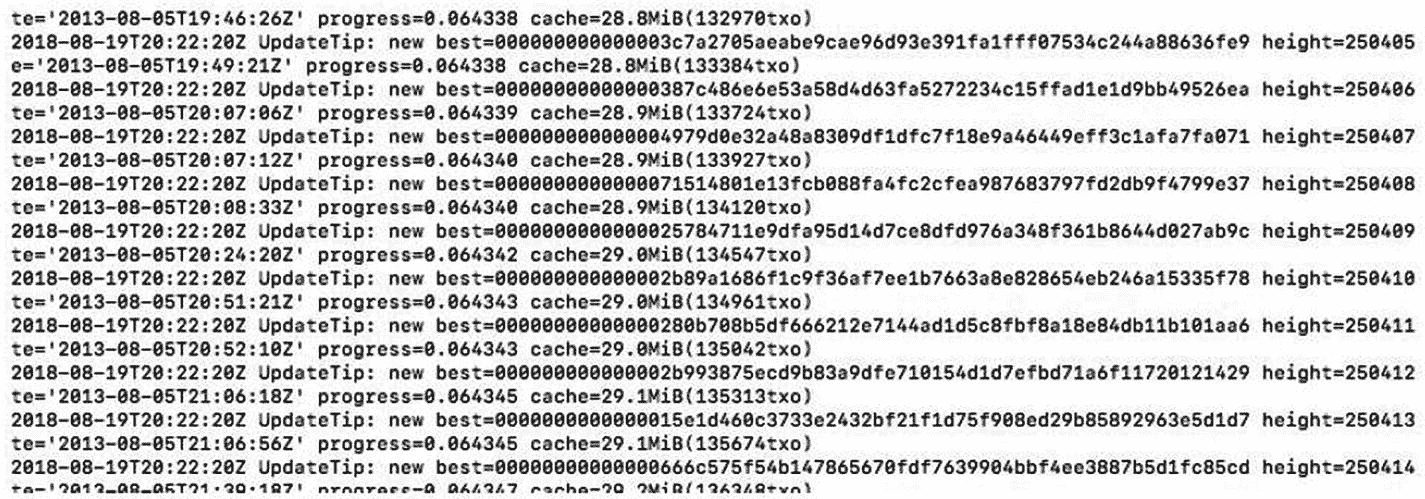 te='2013-08-05T19:46:26Z' progress=0.064338 cache=28.8MiB(132970txo)
2018-08-19T20:22:20Z UpdateTip: new best=000000000000003c7a2705aeabe9cae96d93e391fa1fff07534c244a88636fe9 height=250405
e='2013-08-05T19:49:21Z' progress=0.064338 cache=28.8MiB(133384txo)
2018-08-19T20:22:20Z UpdateTip: new best=00000000000000387c486e6e53a58d4d63fa5272234c15ffad1e1d9bb49526ea height=250406
te='2013-08-05T20:07:06Z' progress=0.064339 cache=28.9MiB(133724txo)
2018-08-19T20:22:20Z UpdateTip: new best=000000000000004979d0e32a48a8309df1dfc7f18e9a46449eff3c1afa7fa071 height=250407
te='2013-08-05T20:07:12Z' progress=0.064340 cache=28.9MiB(133927txo)
2018-08-19T20:22:20Z UpdateTip: new best=0000000000000071514801e13fcb088fa4fc2cfea987683797fd2db9f4799e37 height=250408
te='2013-08-05T20:08:33Z' progress=0.064340 cache=28.9MiB(134120txo)
2018-08-19T20:22:20Z UpdateTip: new best=0000000000000025784711e9dfa95d14d7ce8dfd976a348f361b8644d027ab9c height=250409
te='2013-08-05T20:24:20Z' progress=0.064342 cache=29.0MiB(134547txo)
2018-08-19T20:22:20Z UpdateTip: new best=000000000000002b89a1686f1c9f36af7ee1b7663a8e828654eb246a15335f78 height=250410
te='2013-08-05T20:51:21Z' progress=0.064343 cache=29.0MiB(134961txo)
2018-08-19T20:22:20Z UpdateTip: new best=00000000000000280b708b5df666212e7144ad1d5c8fbf8a18e84db11b101aa6 height=250411
te='2013-08-05T20:52:10Z' progress=0.064343 cache=29.0MiB(135042txo)
2018-08-19T20:22:20Z UpdateTip: new best=000000000000002b993875ecd9b83a9dfe710154d1d7efbd71a6f11720121429 height=250412
te='2013-08-05T21:06:18Z' progress=0.064345 cache=29.1MiB(135313txo)
2018-08-19T20:22:20Z UpdateTip: new best=0000000000000015e1d460c3733e2432bf21f1d75f908ed29b85892963e5d1d7 height=250413
te='2013-08-05T21:06:56Z' progress=0.064345 cache=29.1MiB(135674txo)
2018-08-19T20:22:20Z UpdateTip: new best=00000000000000666c575f54b147865670fdf7639904bbf4ee3887b5d1fc85cd height=250414
te='2013-08-05T21:39:18Z' progress=0.064347 cache=29.2MiB(136348txo)